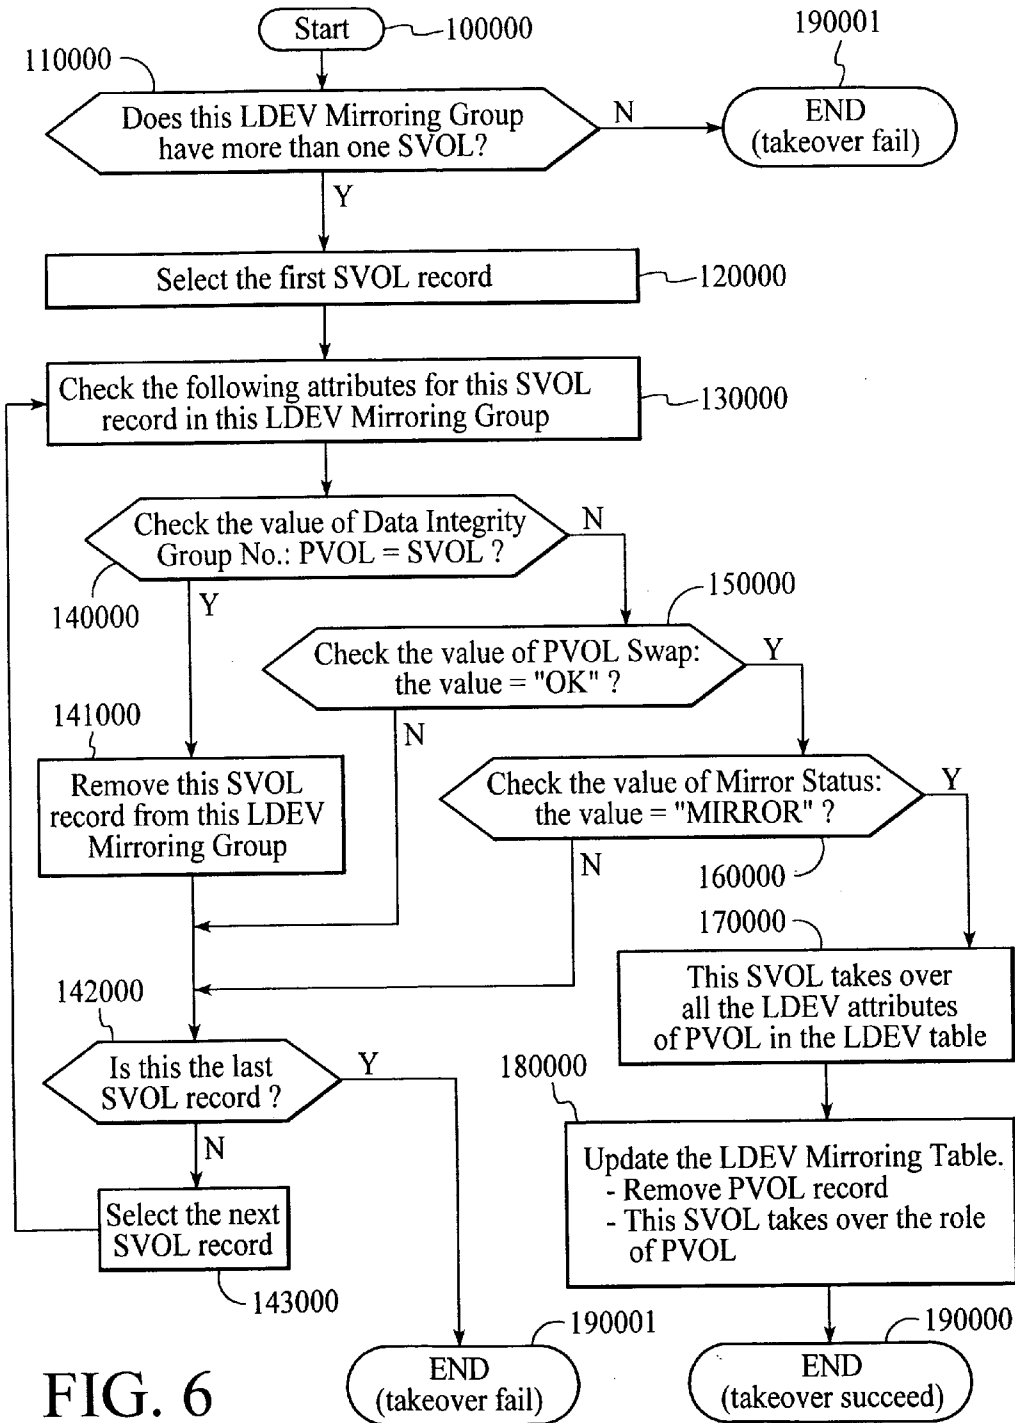 Start
100000
190001
110000
Does this LDEV Mirroring Group
have more than one SVOL?
N
END
(takeover fail)
Y
Select the first SVOL record
120000
Check the following attributes for this SVOL
record in this LDEV Mirroring Group
130000
Check the value of Data Integrity
Group No.: PVOL = SVOL ?
N
140000
Y
150000
Check the value of PVOL Swap:
the value = "OK" ?
Y
N
141000
Remove this SVOL
record from this LDEV
Mirroring Group
Check the value of Mirror Status:
the value = "MIRROR" ?
Y
N
160000
170000
This SVOL takes over
all the LDEV attributes
of PVOL in the LDEV table
142000
Is this the last
SVOL record ?
Y
N
180000
Update the LDEV Mirroring Table.
- Remove PVOL record
- This SVOL takes over the role
of PVOL
Select the next
SVOL record
143000
190001
END
(takeover fail)
190000
END
(takeover succeed)
FIG. 6